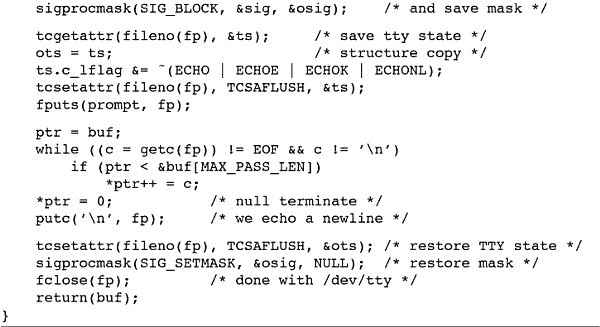 sigprocmask(SIG_BLOCK, &sig, &osig);    /* and save mask */
tcgetattr(fileno(fp), &ts);     /* save tty state */
ots = ts;                       /* structure copy */
ts.c_lflag &= ~(ECHO | ECHOE | ECHOK | ECHONL);
tcsetattr(fileno(fp), TCSAFLUSH, &ts);
fputs(prompt, fp);
ptr = buf;
while ((c = getc(fp)) != EOF && c != '\n')
    if (ptr < &buf[MAX_PASS_LEN])
        *ptr++ = c;
*ptr = 0;           /* null terminate */
putc('\n', fp);     /* we echo a newline */
tcsetattr(fileno(fp), TCSAFLUSH, &ots); /* restore TTY state */
sigprocmask(SIG_SETMASK, &osig, NULL);  /* restore mask */
fclose(fp);         /* done with /dev/tty */
return(buf);
}